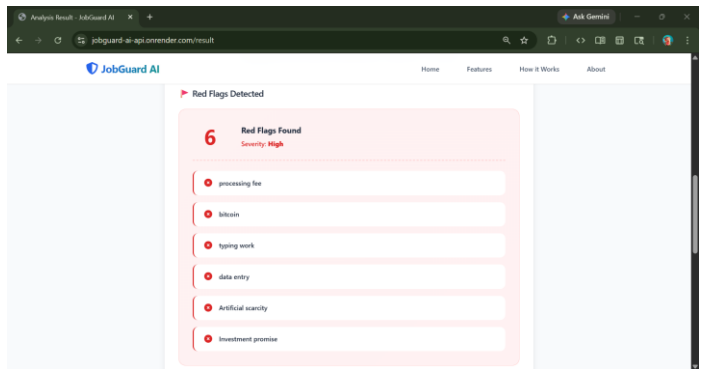 Analysis Result - JobGuard AI
Ask Gemini
jobguard-ai-api.onrender.com/result
JobGuard AI
Home Features How it Works About
Red Flags Detected
6
Red Flags Found
Severity: High
processing fee
bitcoin
typing work
data entry
Artificial scarcity
Investment promise